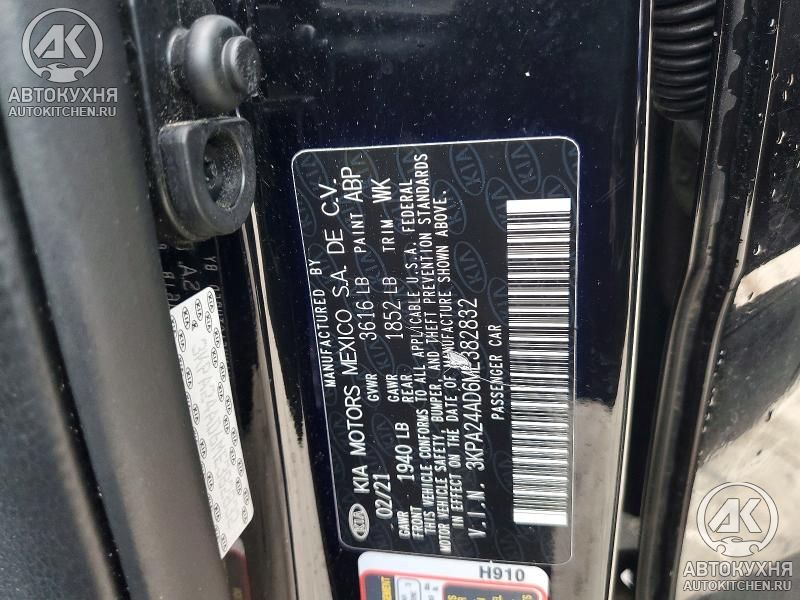 АВТОКУХНЯ
AUTOKITCHEN.RU
MANUFACTURED BY
KIA KIA MOTORS MEXICO S.A. DE C.V.
02/21 GVWR 3616 LB PAINT ABP
GAWR FRONT 1940 LB GAWR REAR 1852 LB TRIM WK
THIS VEHICLE CONFORMS TO ALL APPLICABLE U.S.A. FEDERAL
MOTOR VEHICLE SAFETY, BUMPER, AND THEFT PREVENTION STANDARDS
IN EFFECT ON THE DATE OF MANUFACTURE SHOWN ABOVE.
V.I.N. 3KPA24AD6ME382832
PASSENGER CAR
H910
АВТОКУХНЯ
AUTOKITCHEN.RU